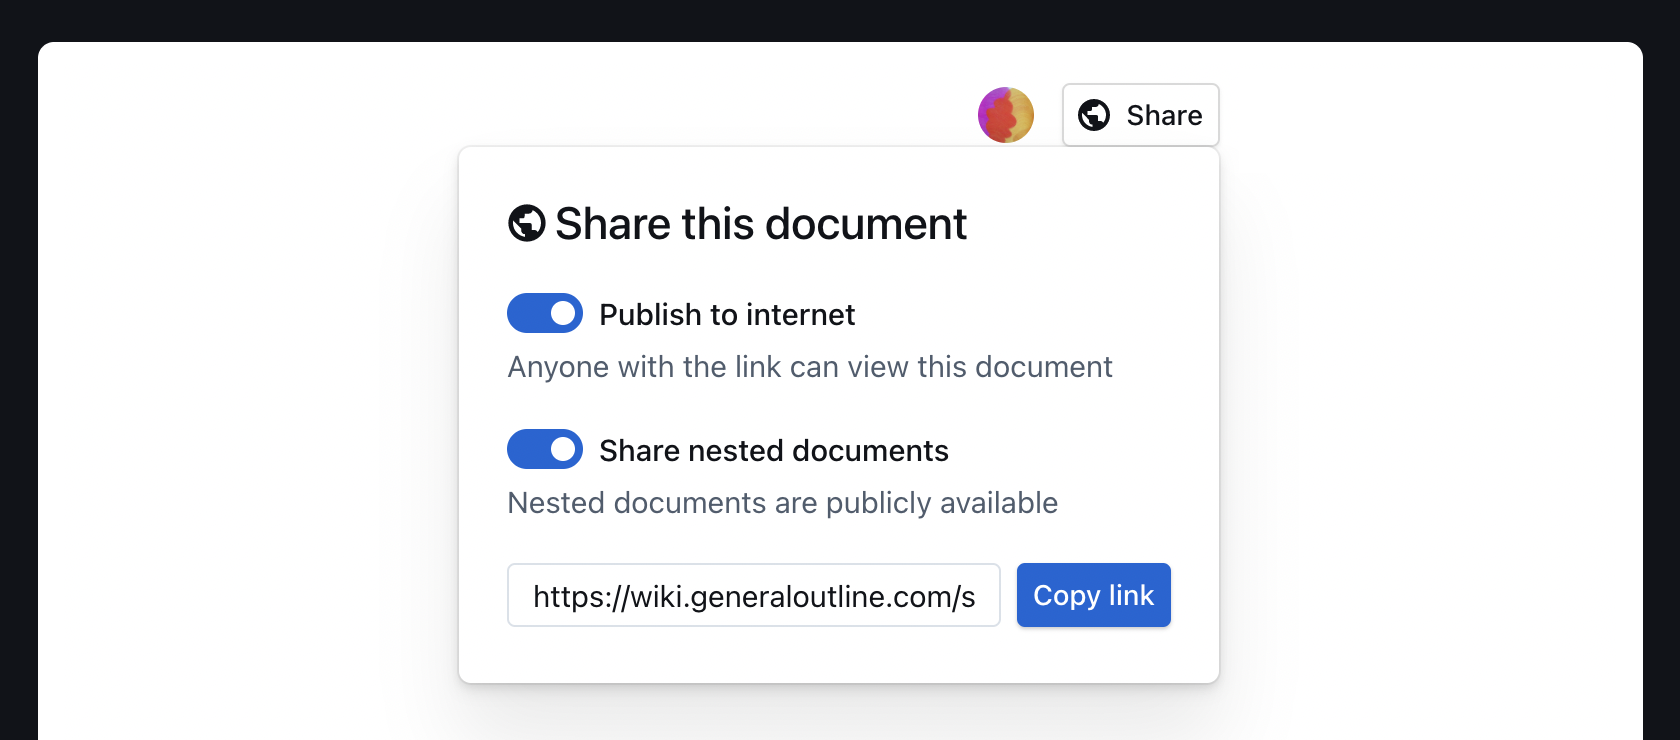 Share
Share this document
Publish to internet
Anyone with the link can view this document
Share nested documents
Nested documents are publicly available
https://wiki.generaloutline.com/s
Copy link